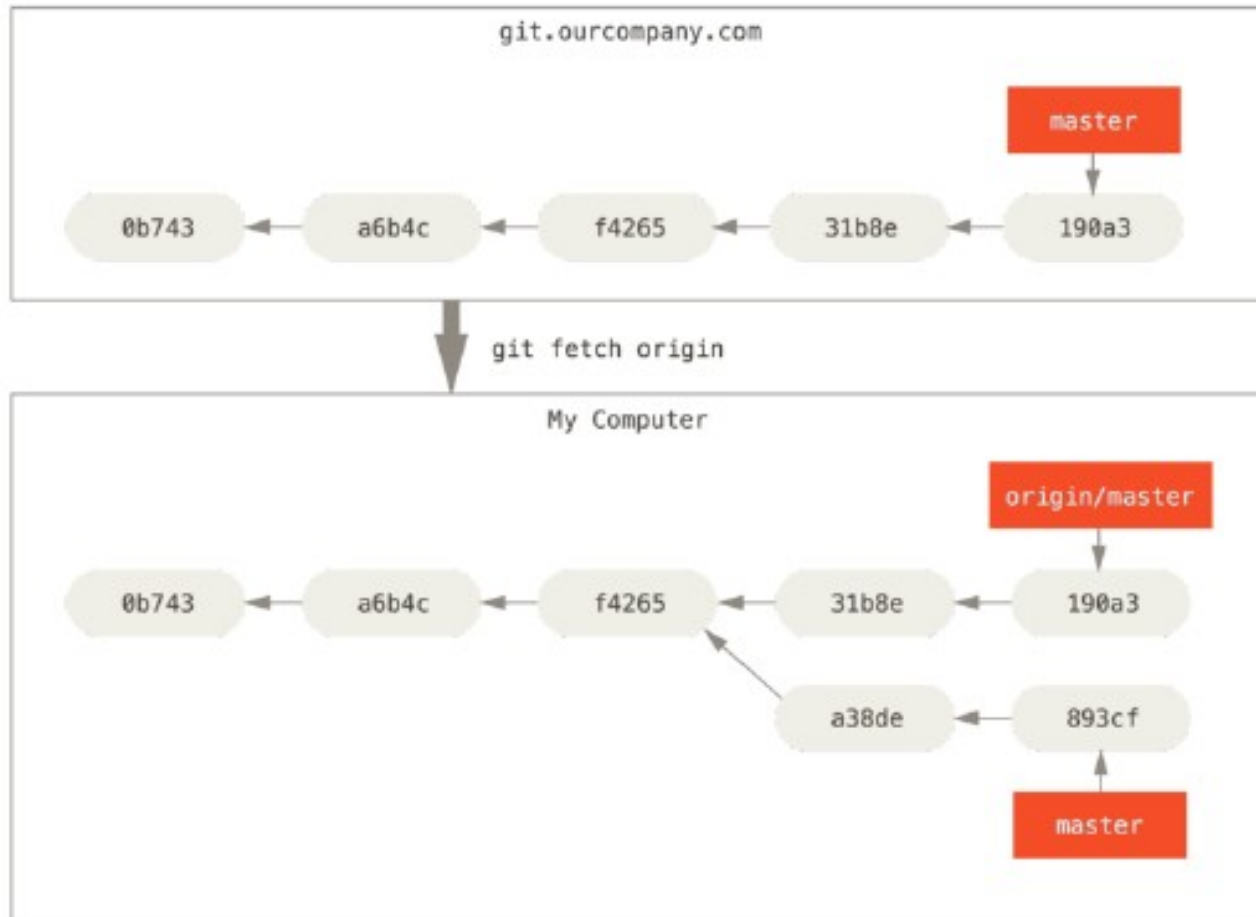 git.ourcompany.com
master
0b743 a6b4c f4265 31b8e 190a3
git fetch origin
My Computer
origin/master
0b743 a6b4c f4265 31b8e 190a3
a38de 893cf
master